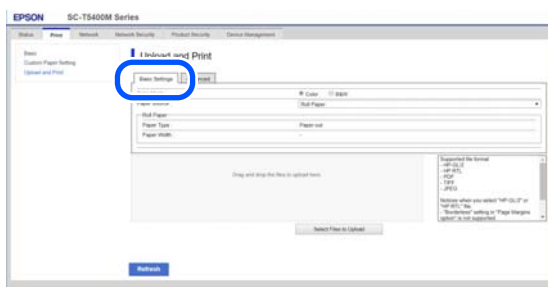 EPSON SC-T5400M Series
Status Print Network Network Security Product Security Device Management
Basic
Custom Paper Setting
Upload and Print
Upload and Print
Basic Settings
Color B&W
Roll Paper
Roll Paper
Paper Type Paper out
Paper Width -
Drag and drop the files to upload here.
Supported file format
- HP-GL/2
- HP RTL
- PDF
- TIFF
- JPEG
Notices when you select "HP-GL/2" or
"HP RTL" file
- "Borderless" setting in "Page Margins
option" is not supported
Select Files to Upload
Refresh